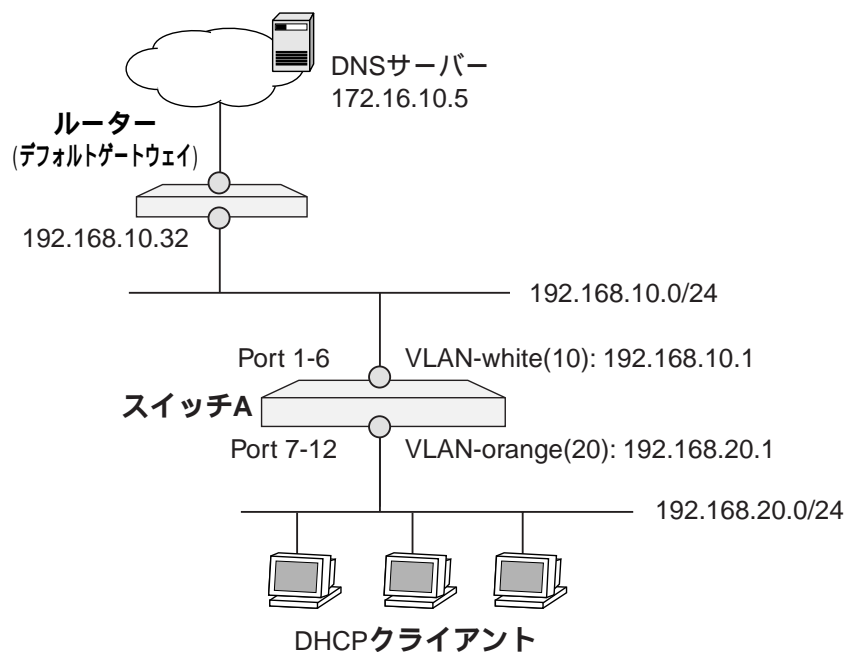 DNSサーバー
172.16.10.5
ルーター
(デフォルトゲートウェイ)
192.168.10.32
192.168.10.0/24
Port 1-6
VLAN-white(10): 192.168.10.1
スイッチA
Port 7-12
VLAN-orange(20): 192.168.20.1
192.168.20.0/24
DHCPクライアント